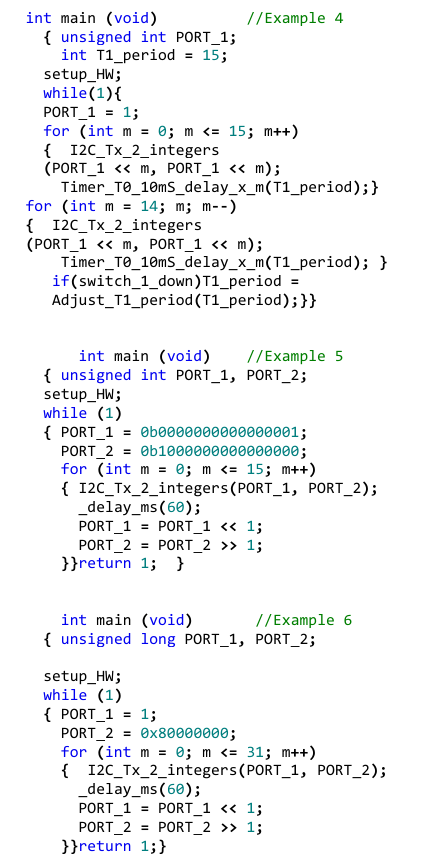 int main (void)          //Example 4
  { unsigned int PORT_1;
    int T1_period = 15;
  setup_HW;
  while(1){
  PORT_1 = 1;
  for (int m = 0; m <= 15; m++)
  {  I2C_Tx_2_integers
  (PORT_1 << m, PORT_1 << m);
    Timer_T0_10mS_delay_x_m(T1_period);}
for (int m = 14; m; m--)
{  I2C_Tx_2_integers
(PORT_1 << m, PORT_1 << m);
    Timer_T0_10mS_delay_x_m(T1_period); }
   if(switch_1_down)T1_period =
   Adjust_T1_period(T1_period);}}
      int main (void)    //Example 5
  { unsigned int PORT_1, PORT_2;
  setup_HW;
  while (1)
  { PORT_1 = 0b0000000000000001;
    PORT_2 = 0b1000000000000000;
    for (int m = 0; m <= 15; m++)
    { I2C_Tx_2_integers(PORT_1, PORT_2);
      _delay_ms(60);
      PORT_1 = PORT_1 << 1;
      PORT_2 = PORT_2 >> 1;
    }}return 1;  }
    int main (void)       //Example 6
  { unsigned long PORT_1, PORT_2;
  setup_HW;
  while (1)
  { PORT_1 = 1;
    PORT_2 = 0x80000000;
    for (int m = 0; m <= 31; m++)
    {  I2C_Tx_2_integers(PORT_1, PORT_2);
      _delay_ms(60);
      PORT_1 = PORT_1 << 1;
      PORT_2 = PORT_2 >> 1;
    }}return 1;}